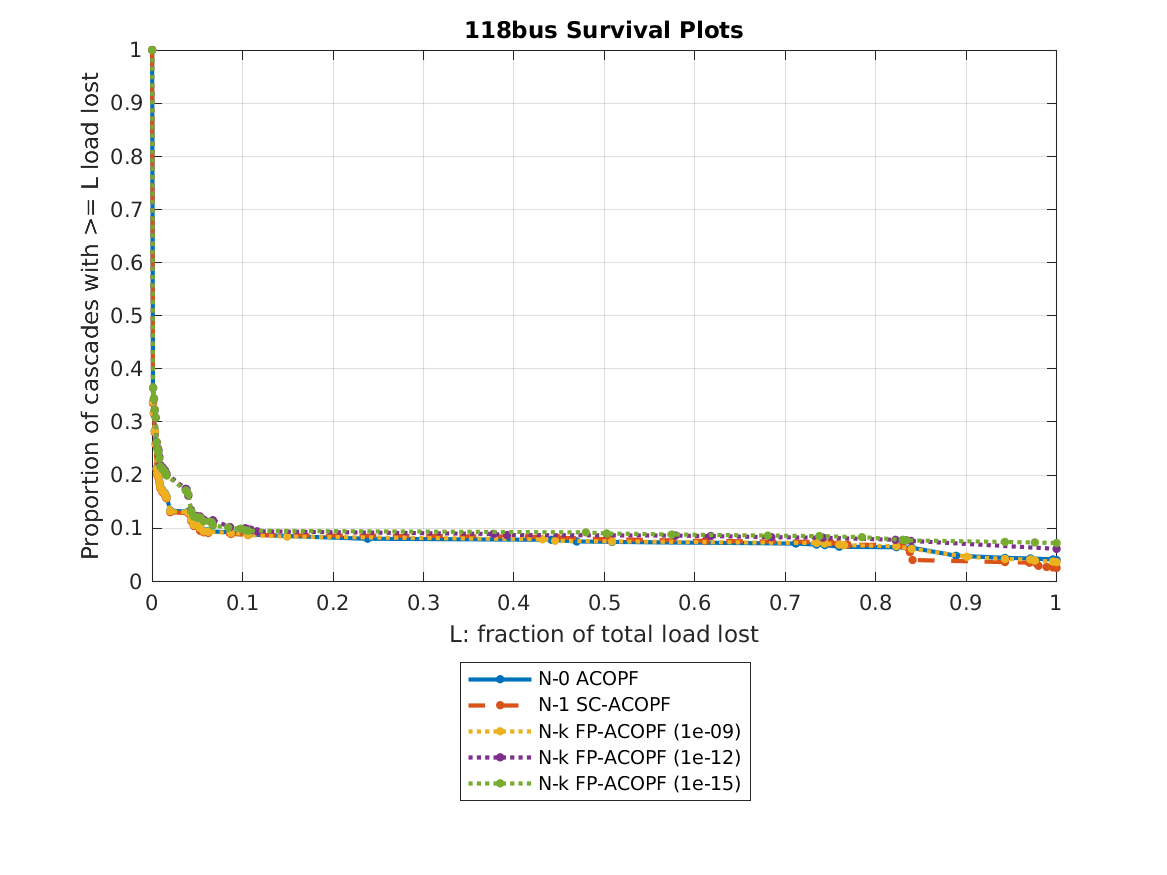 118bus Survival Plots
Proportion of cascades with >= L load lost
1
0.9
0.8
0.7
0.6
0.5
0.4
0.3
0.2
0.1
0
0 0.1 0.2 0.3 0.4 0.5 0.6 0.7 0.8 0.9 1
L: fraction of total load lost
N-0 ACOPF
N-1 SC-ACOPF
N-k FP-ACOPF (1e-09)
N-k FP-ACOPF (1e-12)
N-k FP-ACOPF (1e-15)